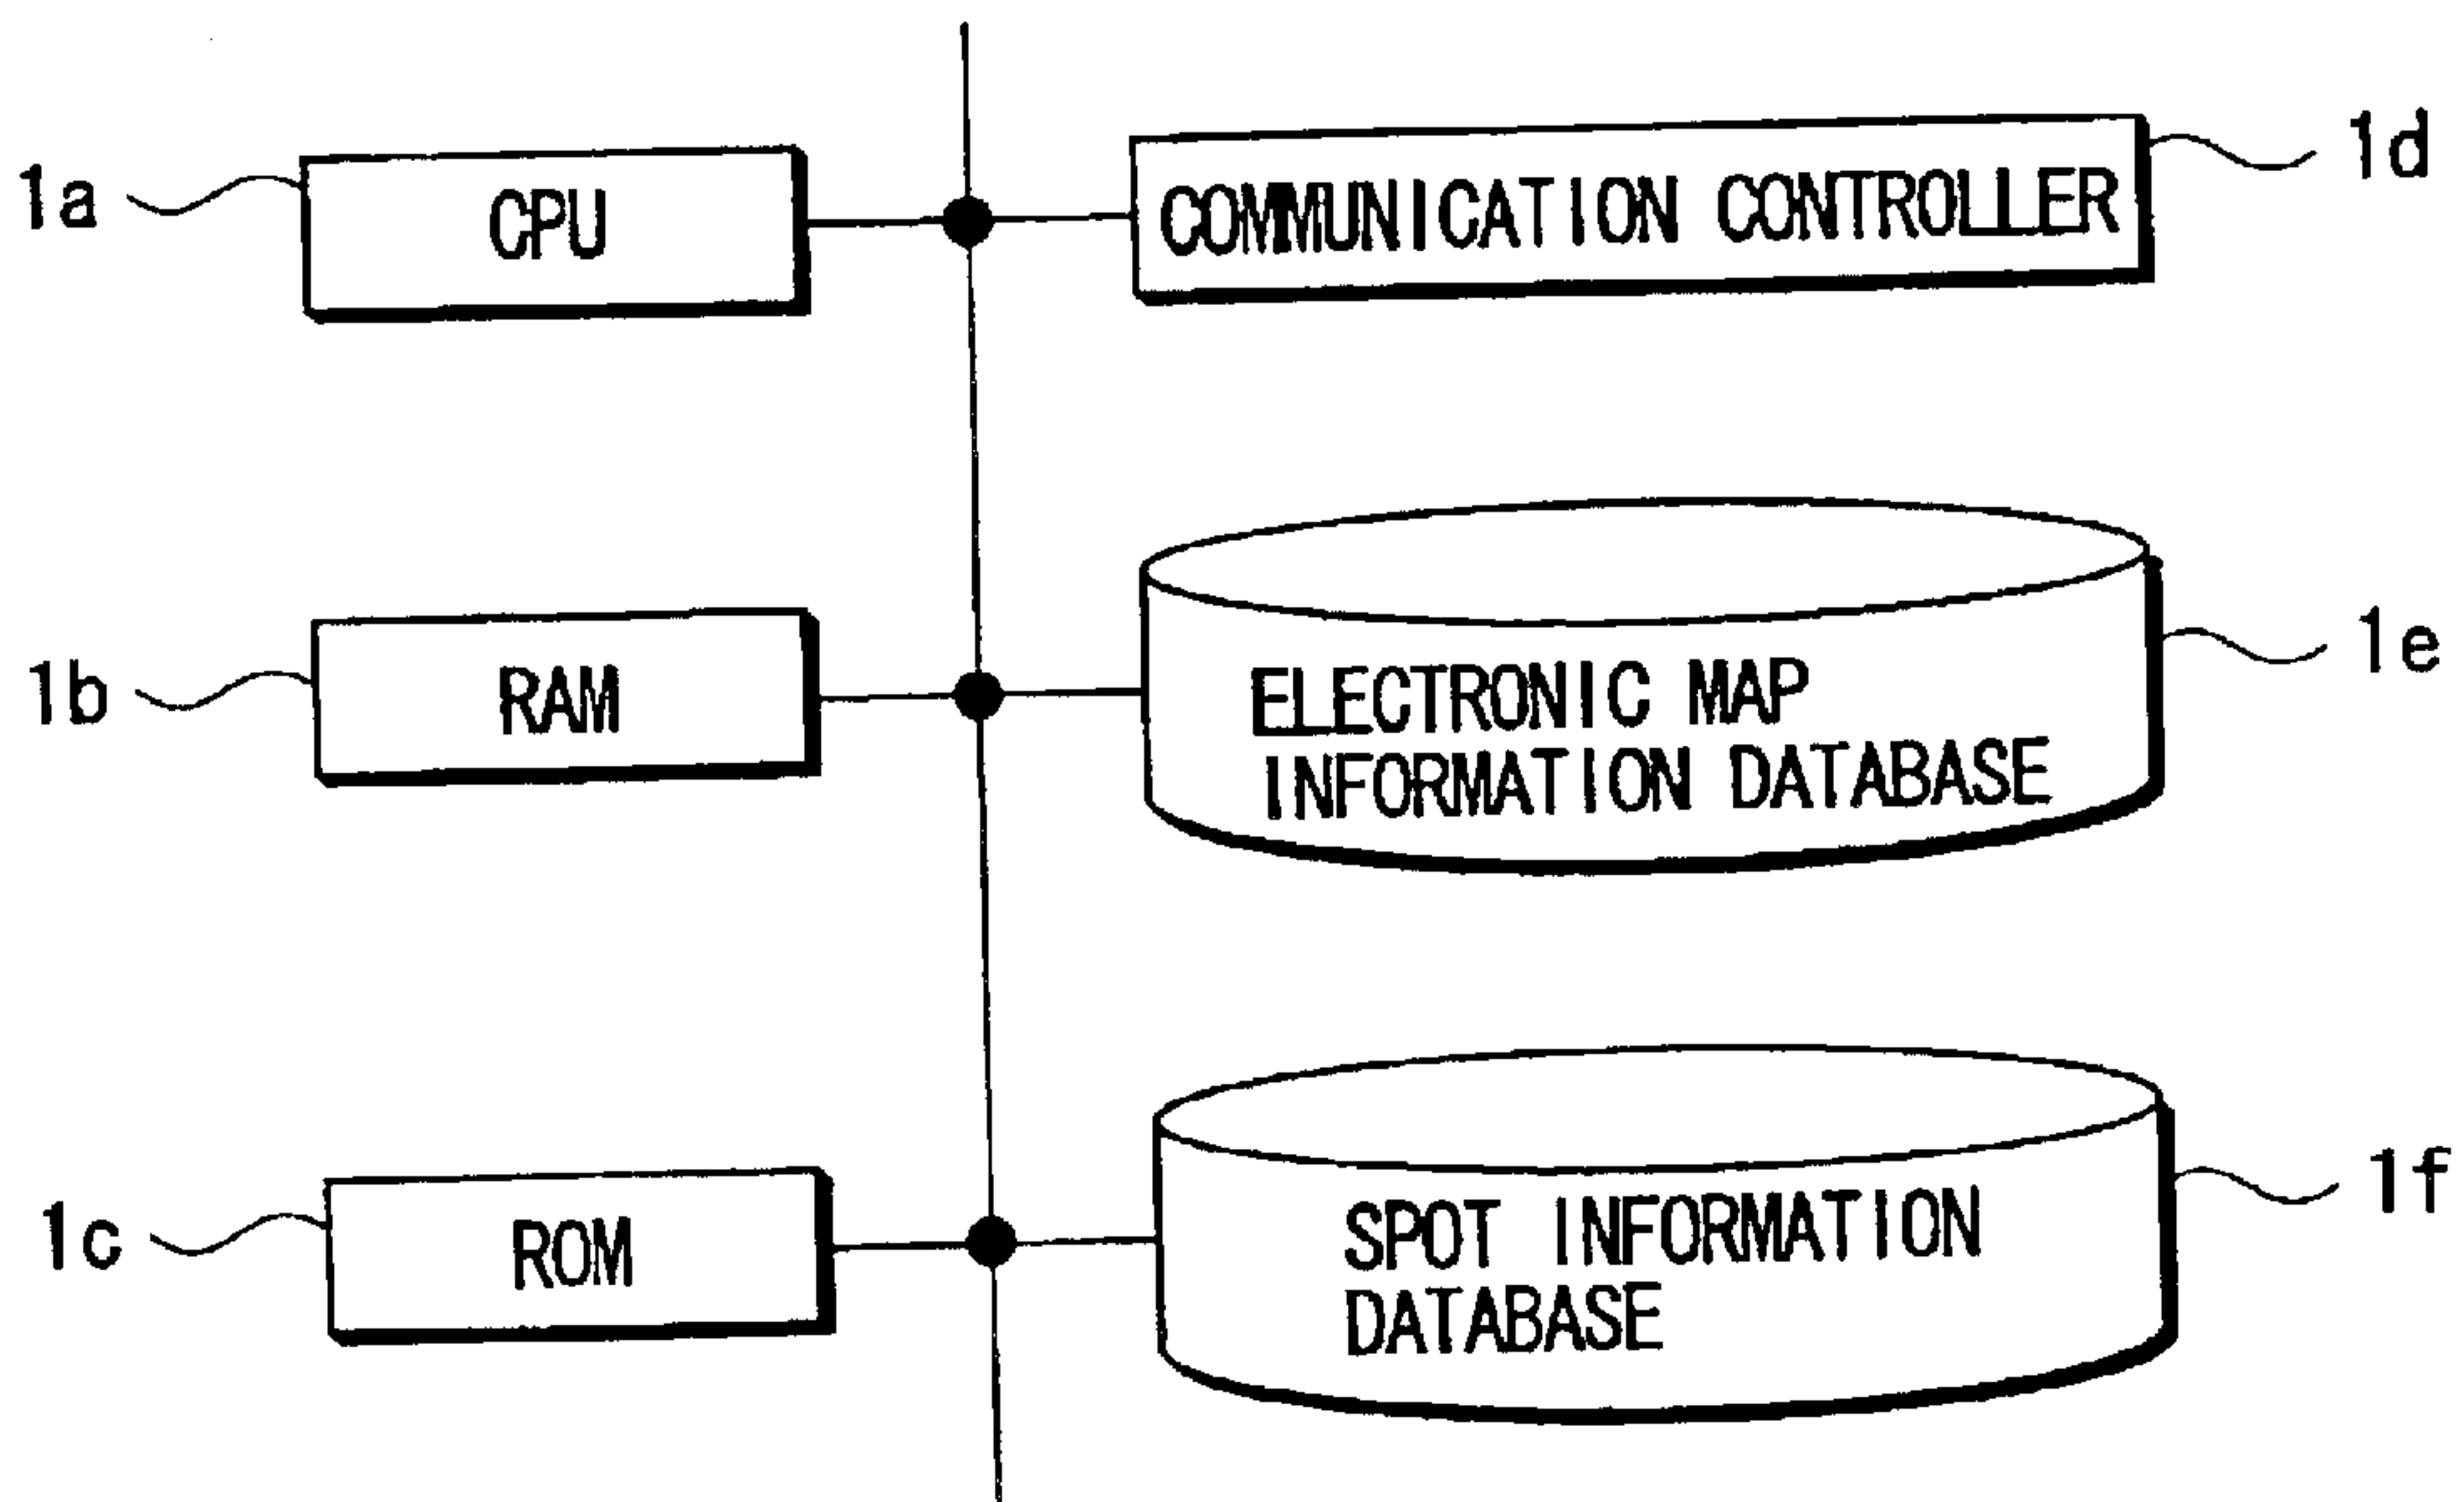 1a
CPU
COMMUNICATION CONTROLLER
1d
1b
RAM
ELECTRONIC MAP
INFORMATION DATABASE
1e
1c
ROM
SPOT INFORMATION
DATABASE
1f